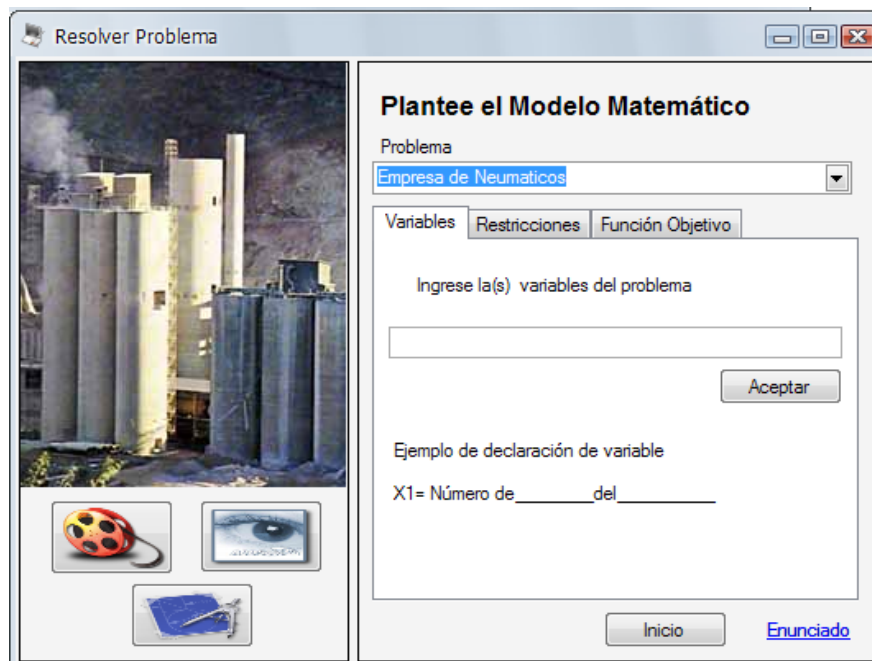 Resolver Problema
Plantee el Modelo Matemático
Problema
Empresa de Neumaticos
Variables Restricciones Función Objetivo
Ingrese la(s) variables del problema
Aceptar
Ejemplo de declaración de variable
X1= Número de________del__________
Inicio Enunciado